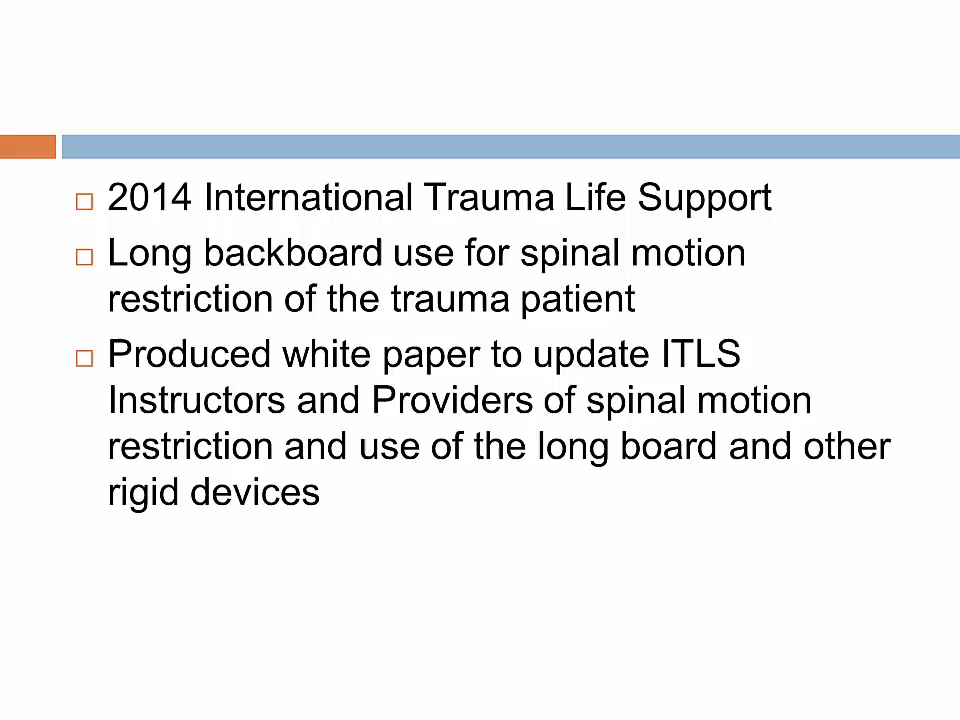 2014 International Trauma Life Support
Long backboard use for spinal motion
restriction of the trauma patient
Produced white paper to update ITLS
Instructors and Providers of spinal motion
restriction and use of the long board and other
rigid devices